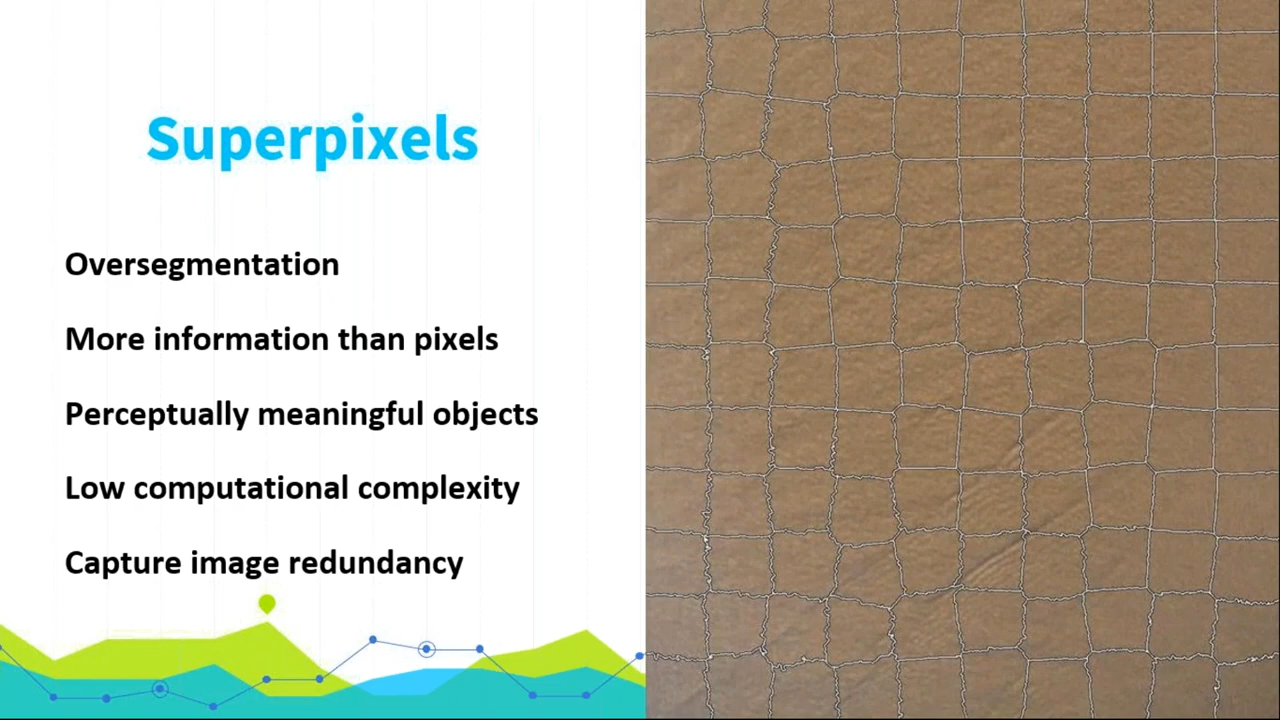 Superpixels
Oversegmentation
More information than pixels
Perceptually meaningful objects
Low computational complexity
Capture image redundancy